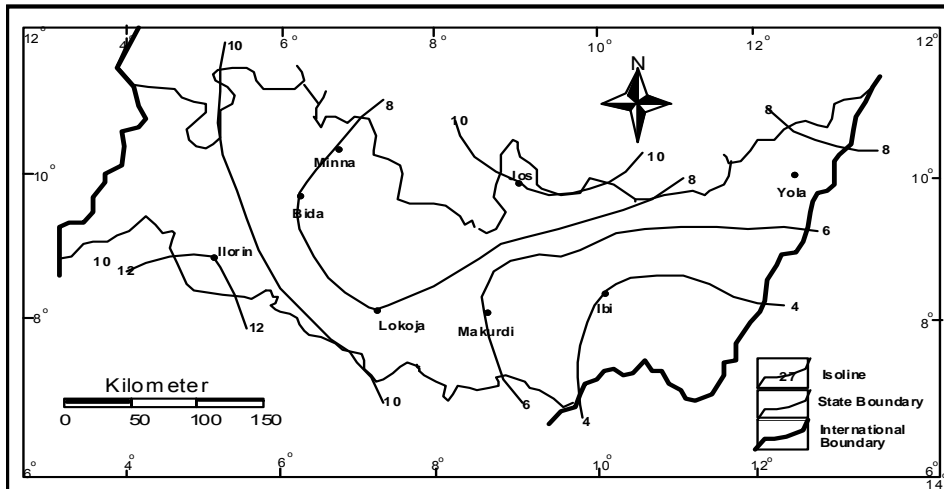 12° 4° 6° 8° 10° 12° 12°
10
N
8
10
8
10
8
Minna
Jos
8
10° 10°
Yola
Bida
6
Ilorin
10
12
4
Ibi
8° 8°
12
Lokoja
Makurdi
27 Isoline
Kilometer
State Boundary
0 50 100 150
10
6
4
International
Boundary
6° 4° 6° 8° 10° 12° 14°